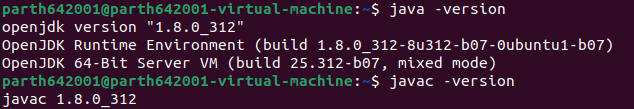 parth642001@parth642001-virtual-machine:~$ java -version
openjdk version "1.8.0_312"
OpenJDK Runtime Environment (build 1.8.0_312-8u312-b07-0ubuntu1-b07)
OpenJDK 64-Bit Server VM (build 25.312-b07, mixed mode)
parth642001@parth642001-virtual-machine:~$ javac -version
javac 1.8.0_312